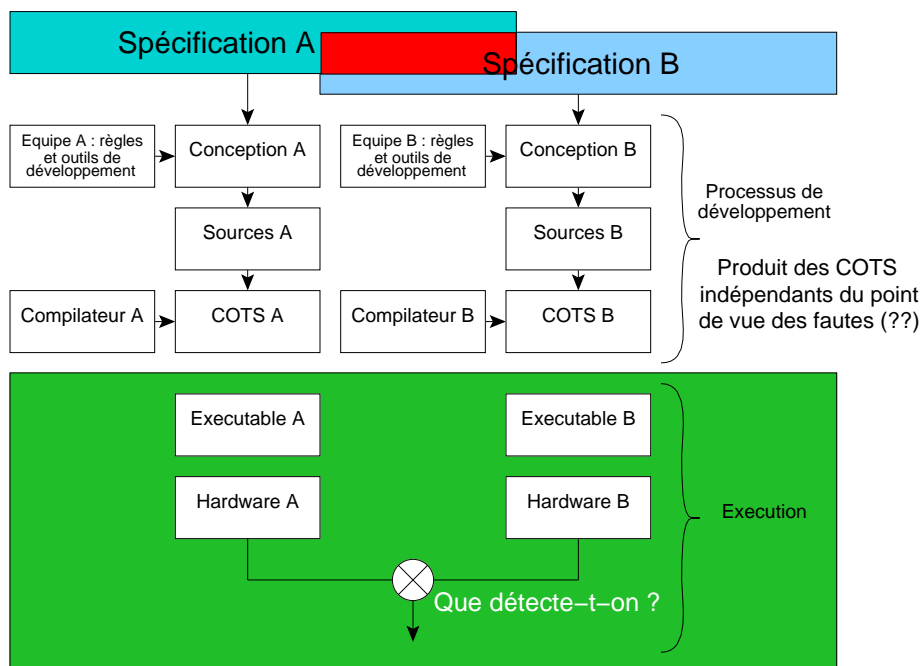 Spécification A
Spécification B
Equipe A : règles
et outils de
développement
Conception A
Equipe B : règles
et outils de
développement
Conception B
Processus de
développement
Sources A
Sources B
Produit des COTS
indépendants du point
de vue des fautes (??)
Compilateur A
COTS A
Compilateur B
COTS B
Executable A
Executable B
Hardware A
Hardware B
Execution
Que détecte−t−on ?